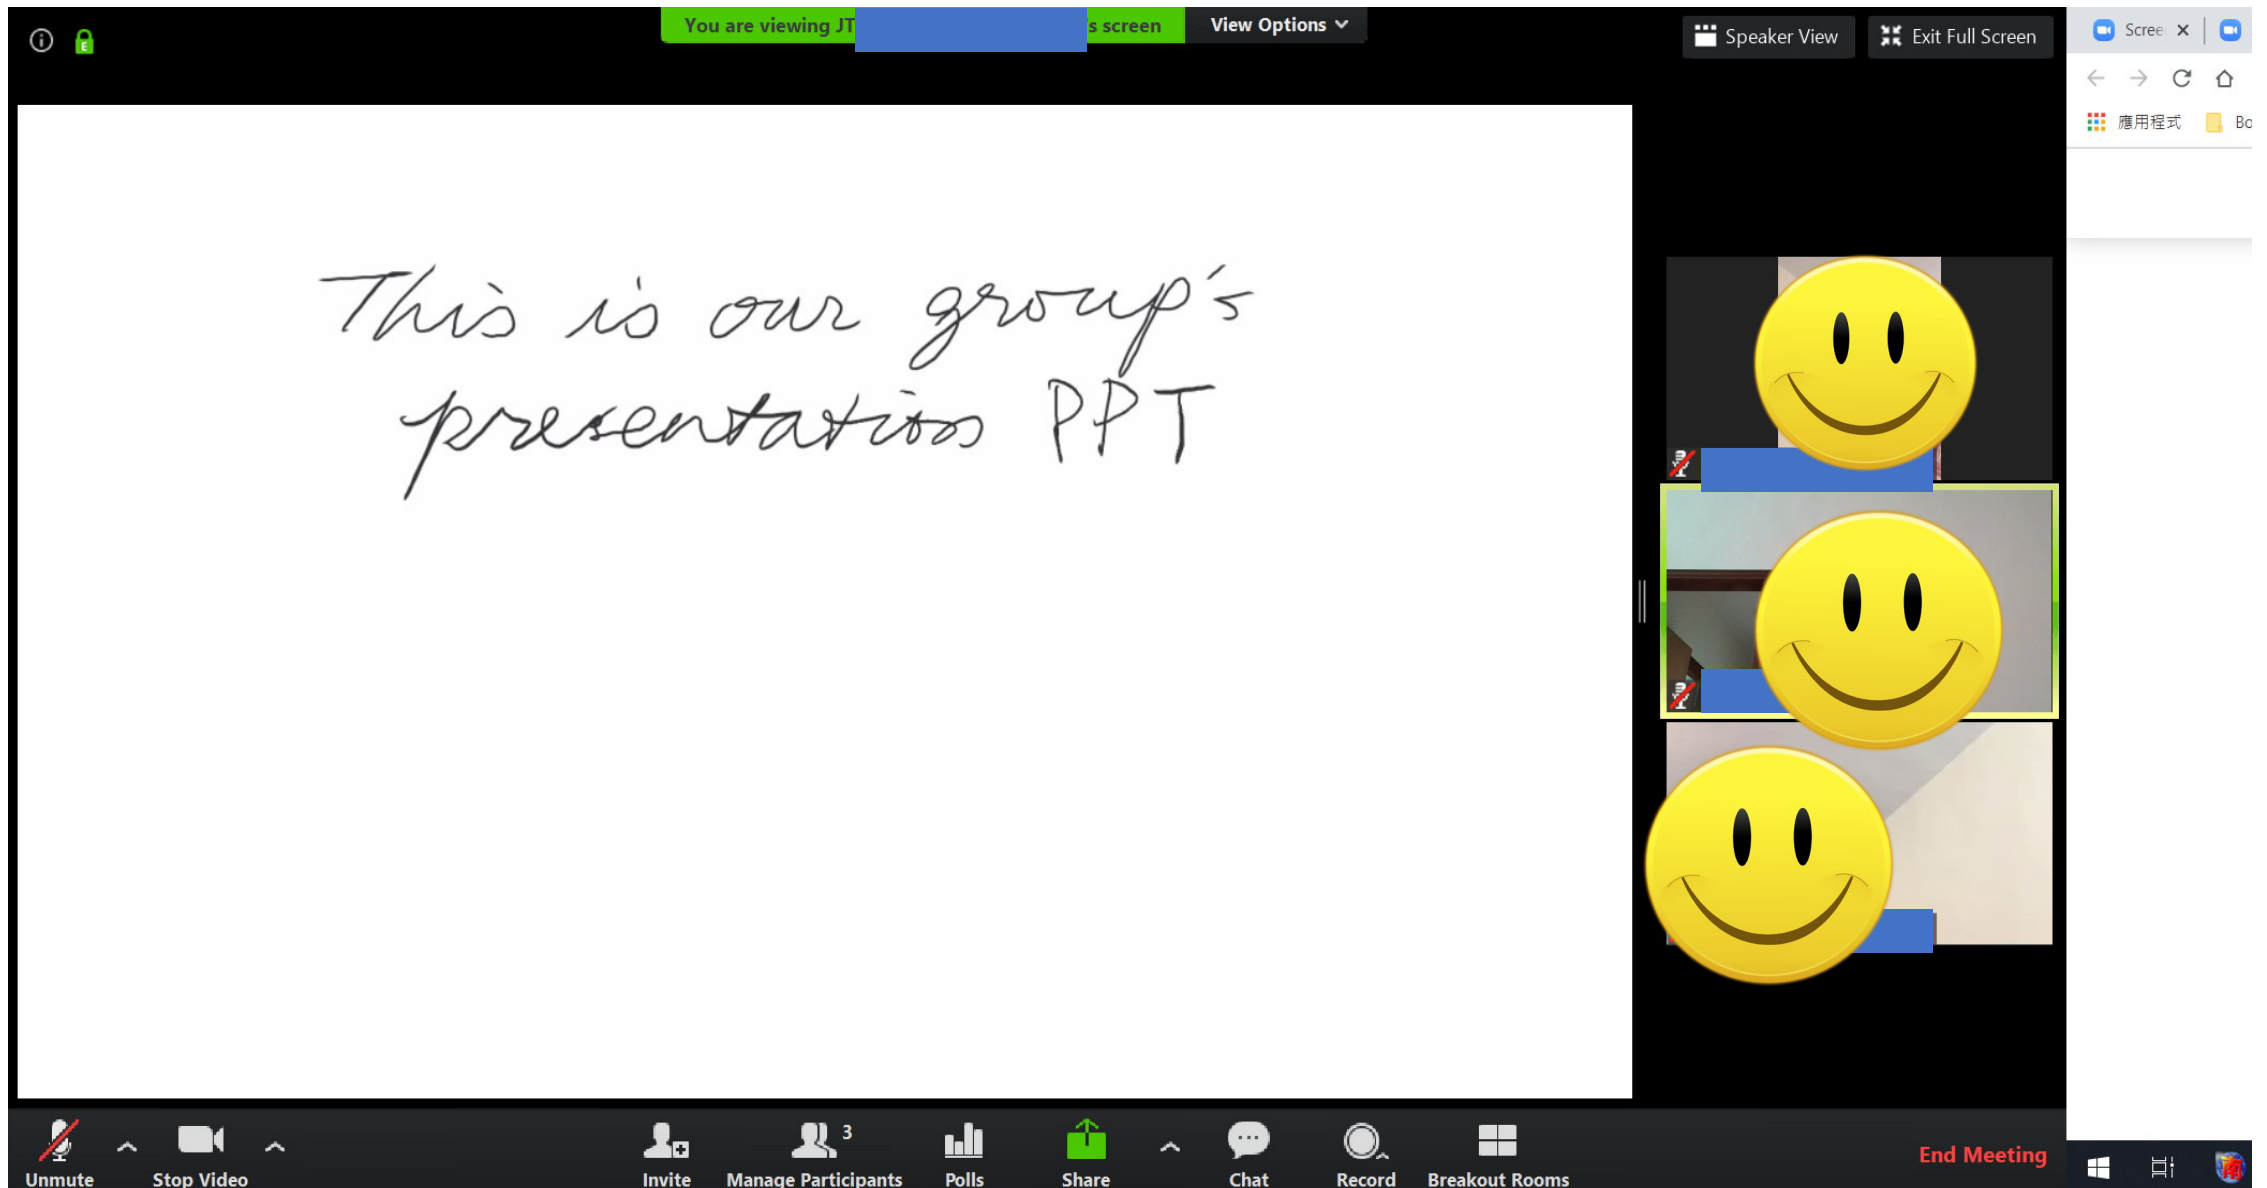 You are viewing JT
s screen
View Options
Speaker View
Exit Full Screen
Scree
應用程式
Bo
This is our group's
presentation PPT
3
Unmute
Stop Video
Invite
Manage Participants
Polls
Share
Chat
Record
Breakout Rooms
End Meeting